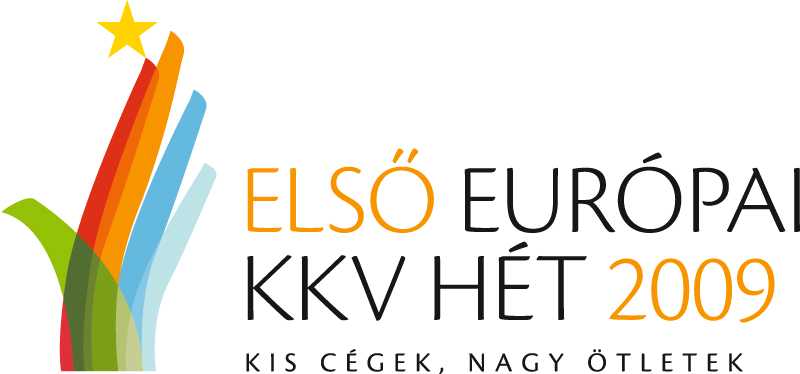 ELSŐ EURÓPAI
KKV HÉT 2009
KIS CÉGEK, NAGY ÖTLETEK